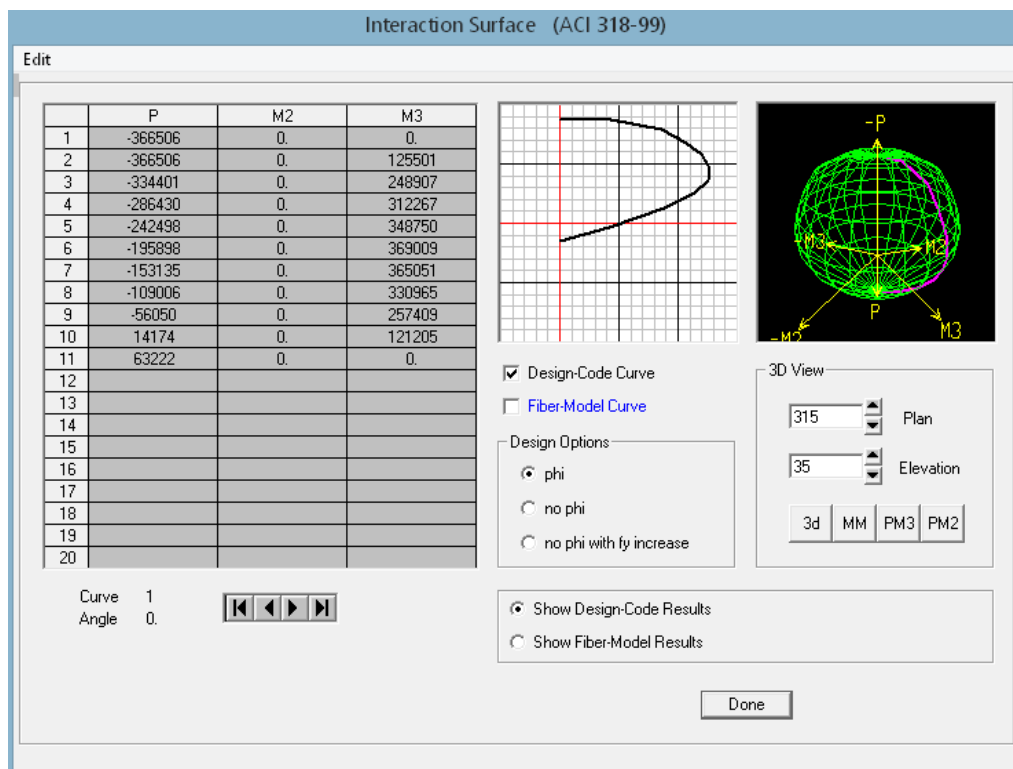 Interaction Surface (ACI 318-99)
Edit
P M2 M3
1 -366506 0. 0.
2 -366506 0. 125501
3 -334401 0. 248907
4 -286430 0. 312267
5 -242498 0. 348750
6 -195898 0. 369009
7 -153135 0. 365051
8 -109006 0. 330965
9 -56050 0. 257409
10 14174 0. 121205
11 63222 0. 0.
12
13
14
15
16
17
18
19
20
Curve 1
Angle 0.
-P
-M3 M2
P
-M2 M3
Design-Code Curve
Fiber-Model Curve
Design Options
phi
no phi
no phi with fy increase
3D View
315 Plan
35 Elevation
3d MM PM3 PM2
Show Design-Code Results
Show Fiber-Model Results
Done